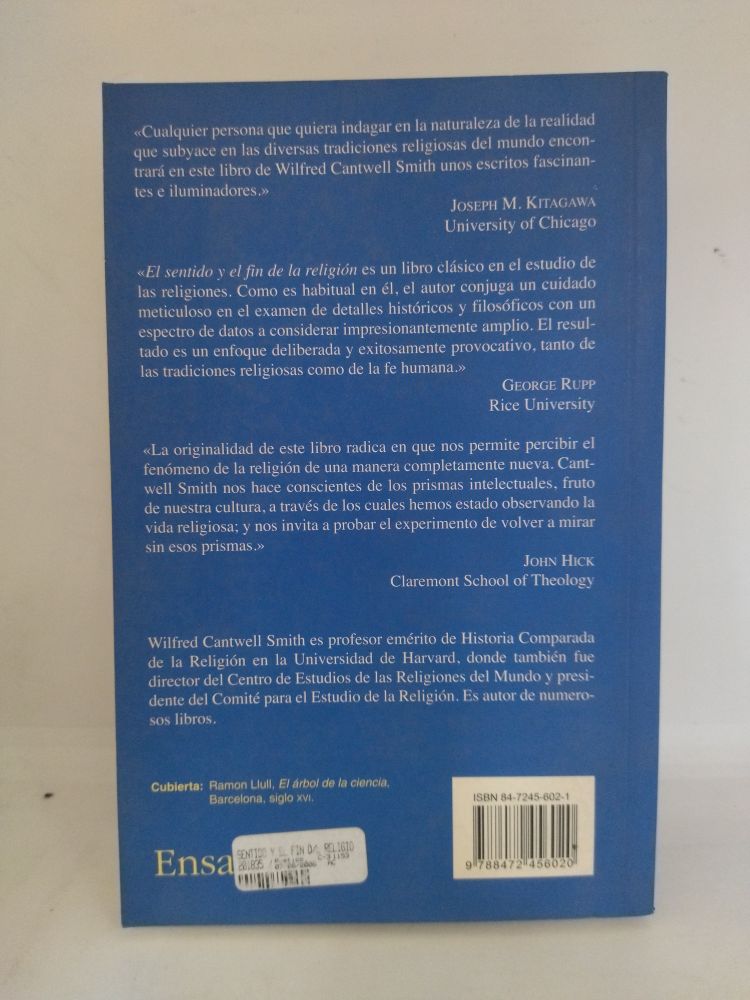 «Cualquier persona que quiera indagar en la naturaleza de la realidad
que subyace en las diversas tradiciones religiosas del mundo encon-
trará en este libro de Wilfred Cantwell Smith unos escritos fascinan-
tes e iluminadores.»
JOSEPH M. KITAGAWA
University of Chicago
«El sentido y el fin de la religión es un libro clásico en el estudio de
las religiones. Como es habitual en él, el autor conjuga un cuidado
meticuloso en el examen de detalles históricos y filosóficos con un
espectro de datos a considerar impresionantemente amplio. El resul-
tado es un enfoque deliberada y exitosamente provocativo, tanto de
las tradiciones religiosas como de la fe humana.»
GEORGE RUPP
Rice University
«La originalidad de este libro radica en que nos permite percibir el
fenómeno de la religión de una manera completamente nueva. Cant-
well Smith nos hace conscientes de los prismas intelectuales, fruto
de nuestra cultura, a través de los cuales hemos estado observando la
vida religiosa; y nos invita a probar el experimento de volver a mirar
sin esos prismas.»
JOHN HICK
Claremont School of Theology
Wilfred Cantwell Smith es profesor emérito de Historia Comparada
de la Religión en la Universidad de Harvard, donde también fue
director del Centro de Estudios de las Religiones del Mundo y presi-
dente del Comité para el Estudio de la Religión. Es autor de numero-
sos libros.
Cubierta: Ramon Llull, El árbol de la ciencia,
Barcelona, siglo XVI.
ISBN 84-7245-602-1
9 788472 456020
Ensa
SENTIDO Y EL FIN D/L RELIGIO
201835